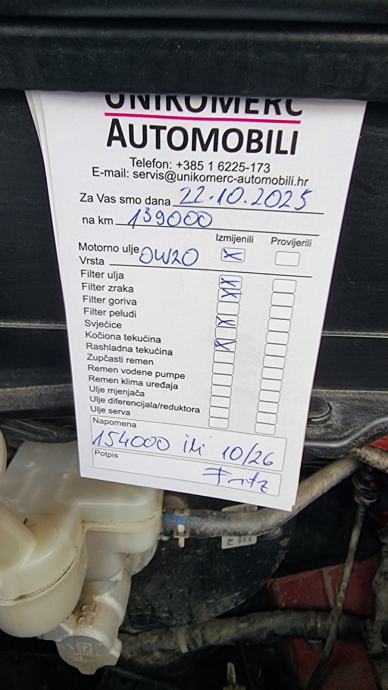 UNIKOMERC
AUTOMOBILI
Telefon: +385 1 6225-173
E-mail: servis@unikomerc-automobili.hr
Za Vas smo dana 22.10.2025
na km 139000
Izmijenili Provjerili
Motorno ulje 0W20
Vrsta
Filter ulja
Filter zraka
Filter goriva
Filter peludi
Svjećice
Kočiona tekućina
Rashladna tekućina
Zupčasti remen
Remen vodene pumpe
Remen klima uređaja
Ulje mjenjača
Ulje diferencijala/reduktora
Ulje serva
Napomena
154000 ili 10/26
Potpis
Fritz